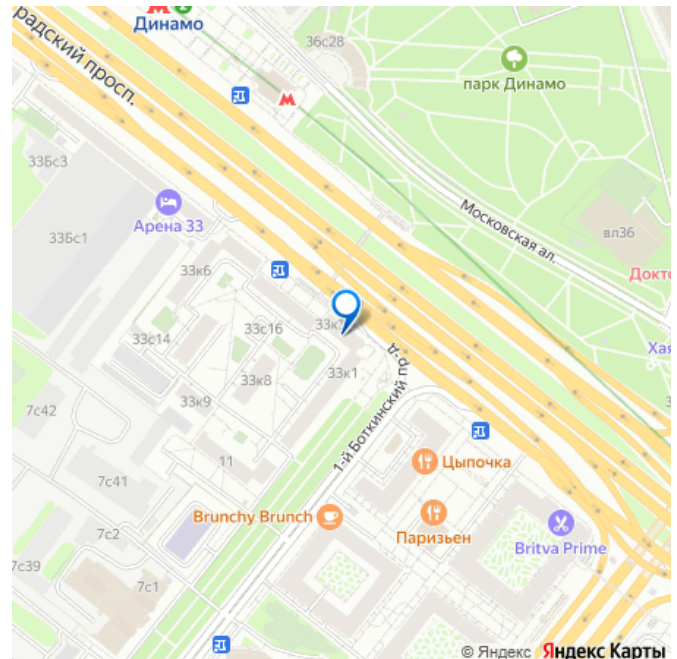 М
2
Динамо
36с28
парк Динамо
радский просп.
М
Московская ал.
вл36
33Бс3
33Бс1
Арена 33
Докто
33к6
Хая
33с16
33к
33с14
33к8
33к1
1-й Боткинский пр-д
33к9
7с42
11
Цыпочка
7с41
Brunchy Brunch
Паризьен
7с2
Britva Prime
7с39
7с1
© Яндекс Яндекс Карты